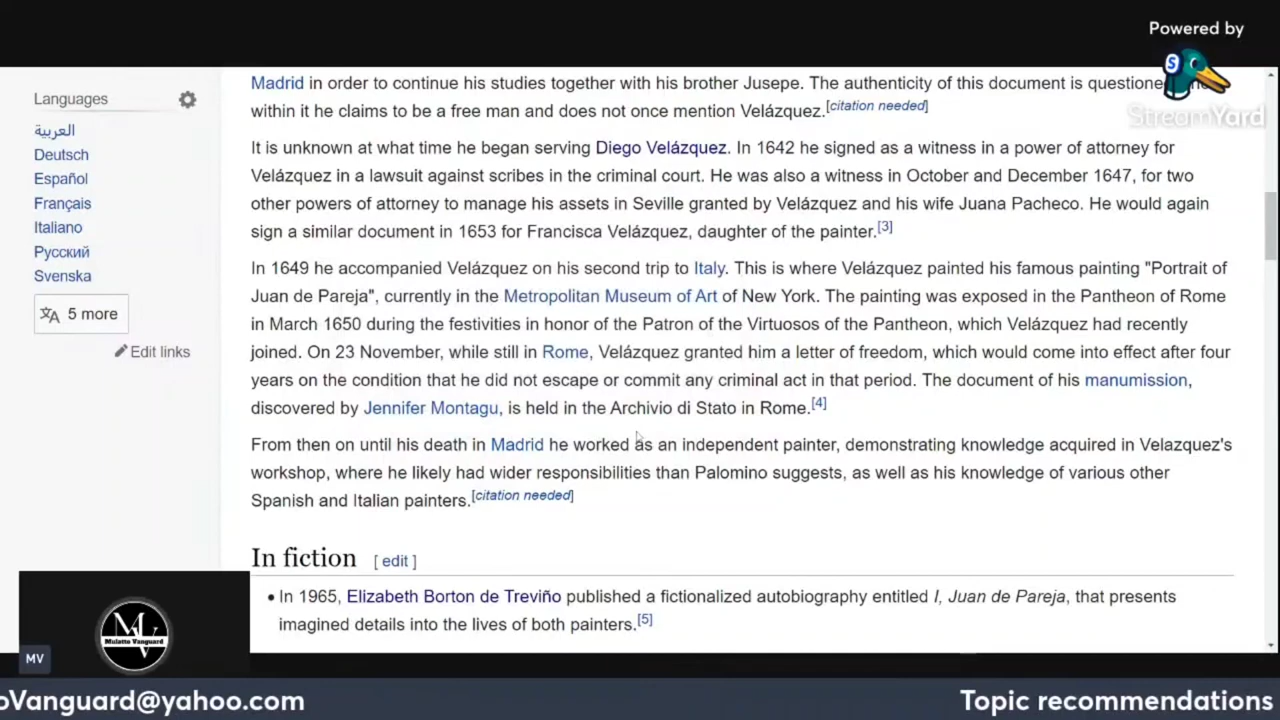 Powered by
StreamYard
Languages
العربية
Deutsch
Español
Français
Italiano
Русский
Svenska
5 more
Edit links
Madrid in order to continue his studies together with his brother Jusepe. The authenticity of this document is questione
within it he claims to be a free man and does not once mention Velázquez.[citation needed]
It is unknown at what time he began serving Diego Velázquez. In 1642 he signed as a witness in a power of attorney for
Velázquez in a lawsuit against scribes in the criminal court. He was also a witness in October and December 1647, for two
other powers of attorney to manage his assets in Seville granted by Velázquez and his wife Juana Pacheco. He would again
sign a similar document in 1653 for Francisca Velázquez, daughter of the painter.[3]
In 1649 he accompanied Velázquez on his second trip to Italy. This is where Velázquez painted his famous painting "Portrait of
Juan de Pareja", currently in the Metropolitan Museum of Art of New York. The painting was exposed in the Pantheon of Rome
in March 1650 during the festivities in honor of the Patron of the Virtuosos of the Pantheon, which Velázquez had recently
joined. On 23 November, while still in Rome, Velázquez granted him a letter of freedom, which would come into effect after four
years on the condition that he did not escape or commit any criminal act in that period. The document of his manumission,
discovered by Jennifer Montagu, is held in the Archivio di Stato in Rome.[4]
From then on until his death in Madrid he worked as an independent painter, demonstrating knowledge acquired in Velazquez's
workshop, where he likely had wider responsibilities than Palomino suggests, as well as his knowledge of various other
Spanish and Italian painters.[citation needed]
In fiction [ edit ]
• In 1965, Elizabeth Borton de Treviño published a fictionalized autobiography entitled I, Juan de Pareja, that presents
imagined details into the lives of both painters.[5]
MV
Mulatto Vanguard
MV
oVanguard@yahoo.com
Topic recommendations